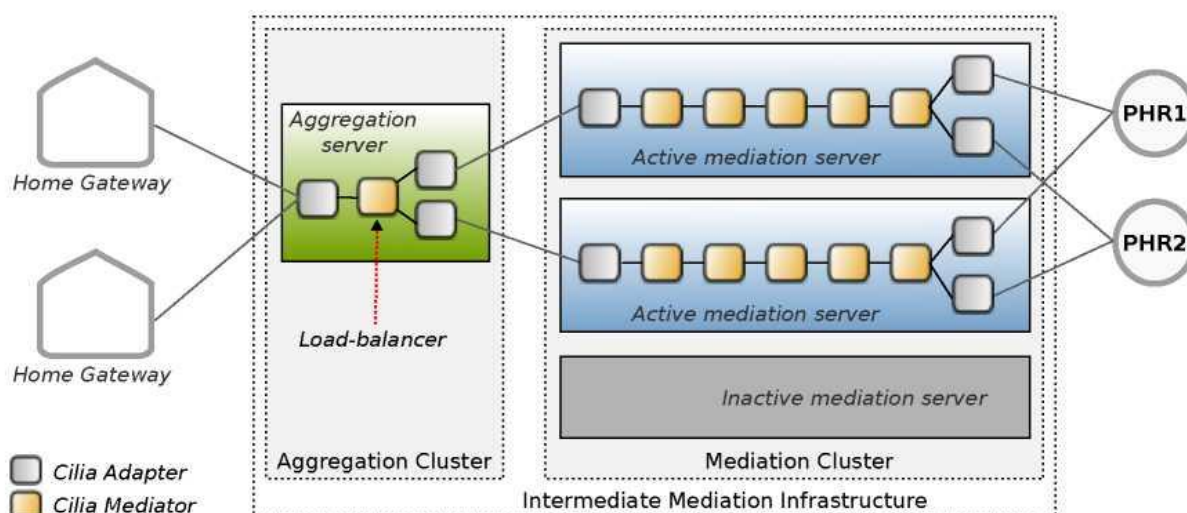 Home Gateway
Home Gateway
Aggregation
server
Load-balancer
Aggregation Cluster
Active mediation server
Active mediation server
Inactive mediation server
Mediation Cluster
Intermediate Mediation Infrastructure
PHR1
PHR2
Cilia Adapter
Cilia Mediator